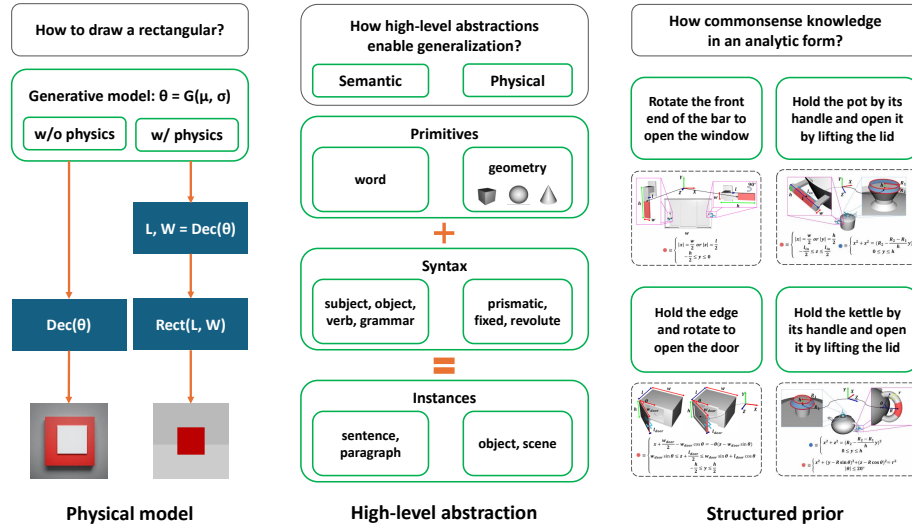 How to draw a rectangular?
Generative model: θ = G(μ, σ)
w/o physics
w/ physics
L, W = Dec(θ)
Dec(θ)
Rect(L, W)
Physical model
How high-level abstractions
enable generalization?
Semantic
Physical
Primitives
word
geometry
+
Syntax
subject, object,
verb, grammar
prismatic,
fixed, revolute
=
Instances
sentence,
paragraph
object, scene
High-level abstraction
How commonsense knowledge
in an analytic form?
Rotate the front
end of the bar to
open the window
Hold the pot by its
handle and open it
by lifting the lid
Hold the edge
and rotate to
open the door
Hold the kettle by
its handle and open
it by lifting the lid
Structured prior